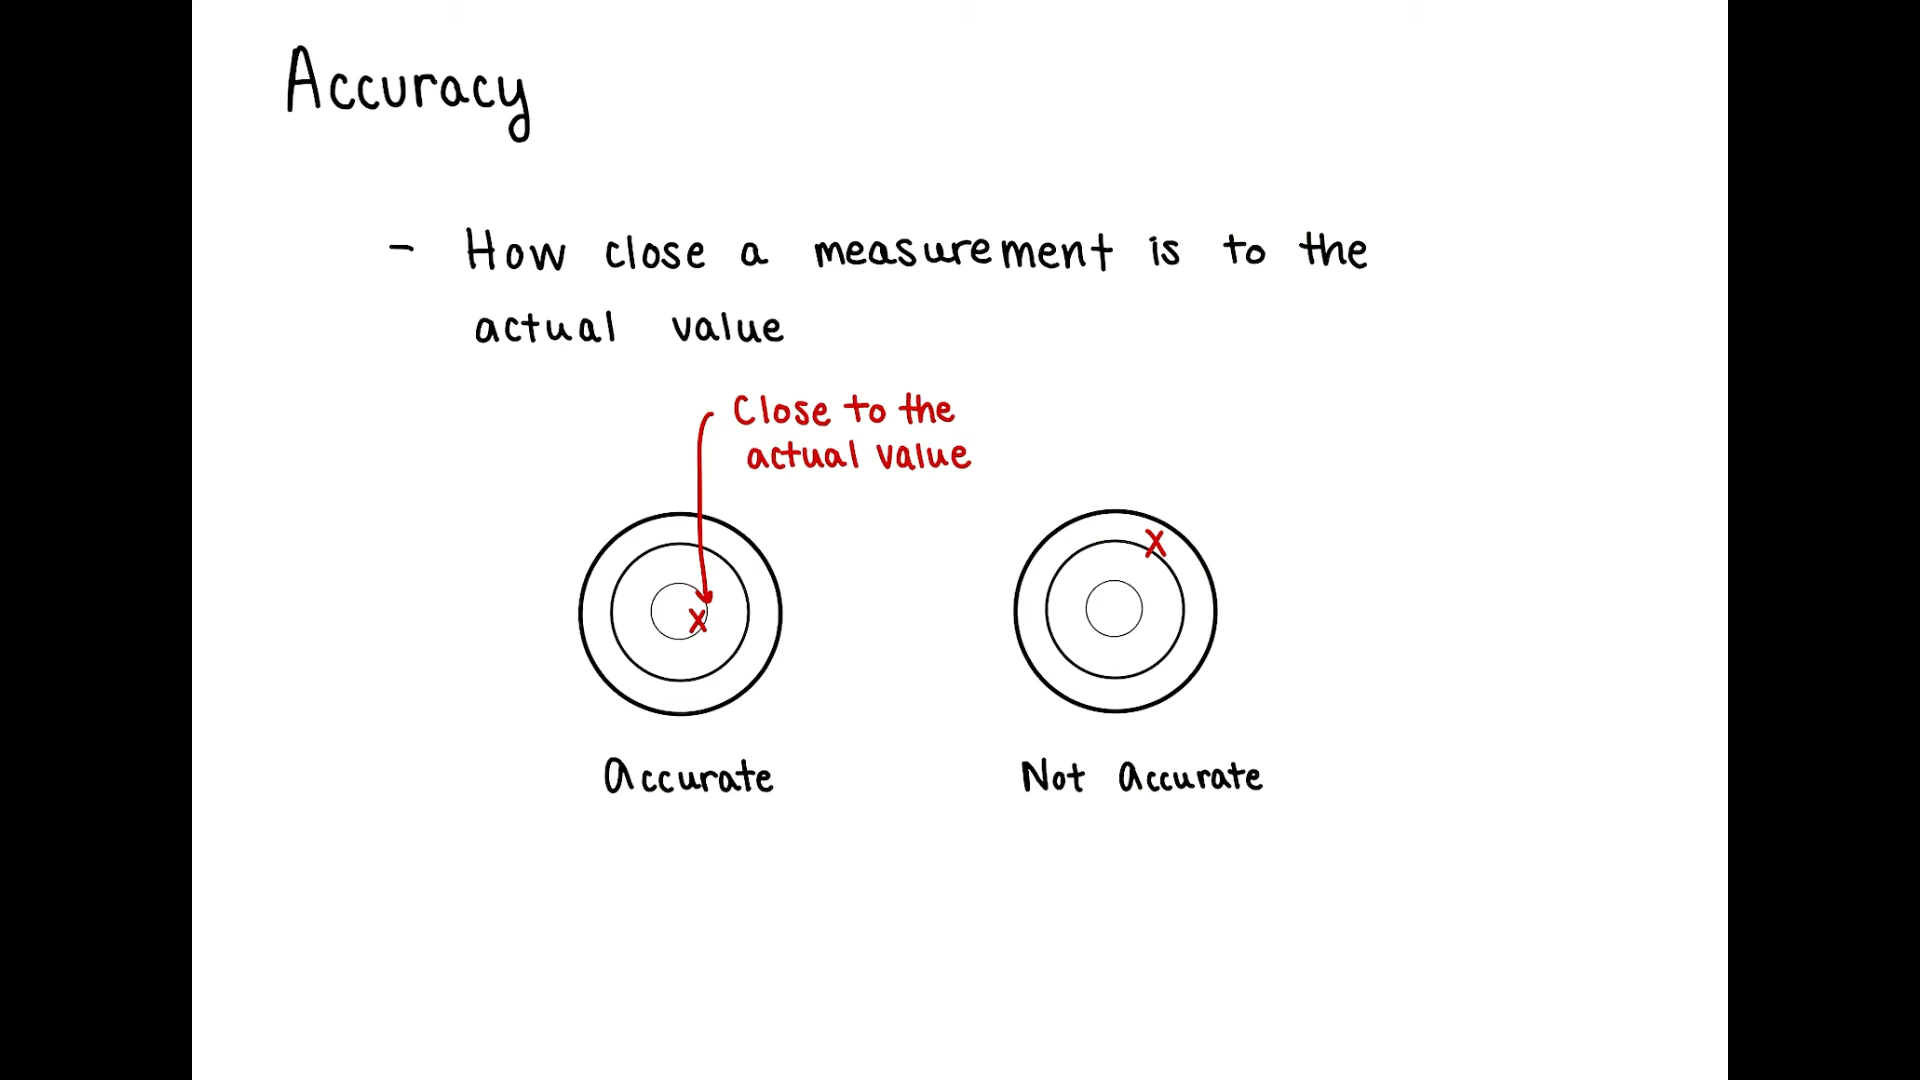 Accuracy
- How close a measurement is to the
actual value
Close to the
actual value
X
X
Accurate
Not Accurate